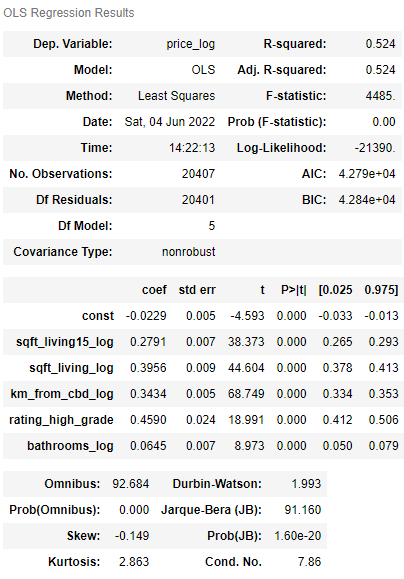 OLS Regression Results
Dep. Variable: price_log R-squared: 0.524
Model: OLS Adj. R-squared: 0.524
Method: Least Squares F-statistic: 4485.
Date: Sat, 04 Jun 2022 Prob (F-statistic): 0.00
Time: 14:22:13 Log-Likelihood: -21390.
No. Observations: 20407 AIC: 4.279e+04
Df Residuals: 20401 BIC: 4.284e+04
Df Model: 5
Covariance Type: nonrobust
coef std err t P>|t| [0.025 0.975]
const -0.0229 0.005 -4.593 0.000 -0.033 -0.013
sqft_living15_log 0.2791 0.007 38.373 0.000 0.265 0.293
sqft_living_log 0.3956 0.009 44.604 0.000 0.378 0.413
km_from_cbd_log 0.3434 0.005 68.749 0.000 0.334 0.353
rating_high_grade 0.4590 0.024 18.991 0.000 0.412 0.506
bathrooms_log 0.0645 0.007 8.973 0.000 0.050 0.079
Omnibus: 92.684 Durbin-Watson: 1.993
Prob(Omnibus): 0.000 Jarque-Bera (JB): 91.160
Skew: -0.149 Prob(JB): 1.60e-20
Kurtosis: 2.863 Cond. No. 7.86